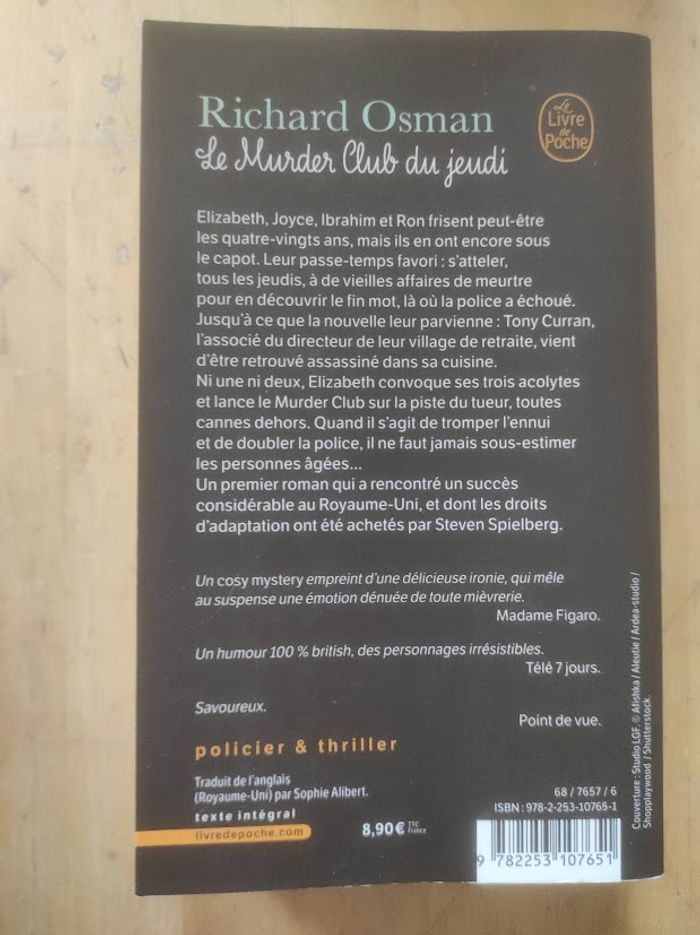 Richard Osman
Le Murder Club du jeudi
Le
Livre
de
Poche
Elizabeth, Joyce, Ibrahim et Ron frisent peut-être
les quatre-vingts ans, mais ils en ont encore sous
le capot. Leur passe-temps favori : s'atteler,
tous les jeudis, à de vieilles affaires de meurtre
pour en découvrir le fin mot, là où la police a échoué.
Jusqu'à ce que la nouvelle leur parvienne : Tony Curran,
l'associé du directeur de leur village de retraite, vient
d'être retrouvé assassiné dans sa cuisine.
Ni une ni deux, Elizabeth convoque ses trois acolytes
et lance le Murder Club sur la piste du tueur, toutes
cannes dehors. Quand il s'agit de tromper l'ennui
et de doubler la police, il ne faut jamais sous-estimer
les personnes âgées...
Un premier roman qui a rencontré un succès
considérable au Royaume-Uni, et dont les droits
d'adaptation ont été achetés par Steven Spielberg.
Un cosy mystery empreint d'une délicieuse ironie, qui mêle
au suspense une émotion dénuée de toute mièvrerie.
Madame Figaro.
Un humour 100 % british, des personnages irrésistibles.
Télé 7 jours.
Savoureux.
Point de vue.
policier & thriller
Traduit de l'anglais
(Royaume-Uni) par Sophie Alibert.
texte intégral
livredepoche.com
8,90 € TTC
France
68 / 7657 / 6
ISBN : 978-2-253-10765-1
9 782253 107651
Couverture : Studio LGF. © Afishka / Aleutie / Ardea-studio /
Shopplaywood / Shutterstock.